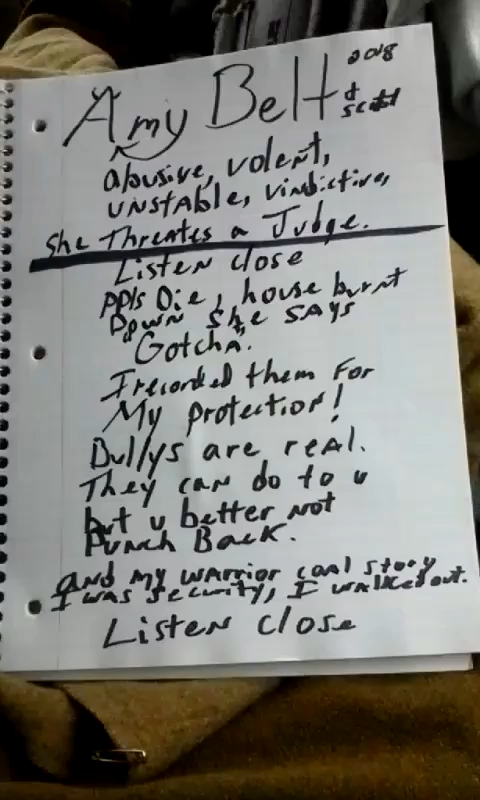 2018
Amy Belt
& Scott
abusive, volent,
unstable, vindictive,
She Threates a Judge.
Listen close
ppls Die, house burnt
Down she says
Gotcha.
I recorded them For
My protection!
Bullys are real.
They can do to u
but u better not
Punch Back.
and my warrior coal story
I was security, I walked out.
Listen close